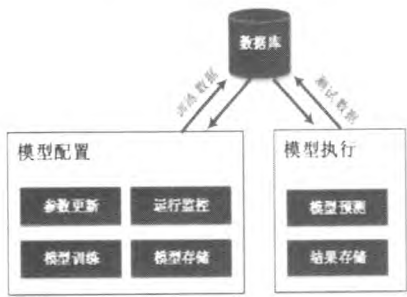 数据库
训练数据
测试数据
模型配置
模型执行
参数更新
运行监控
模型预测
模型训练
模型存储
结果存储